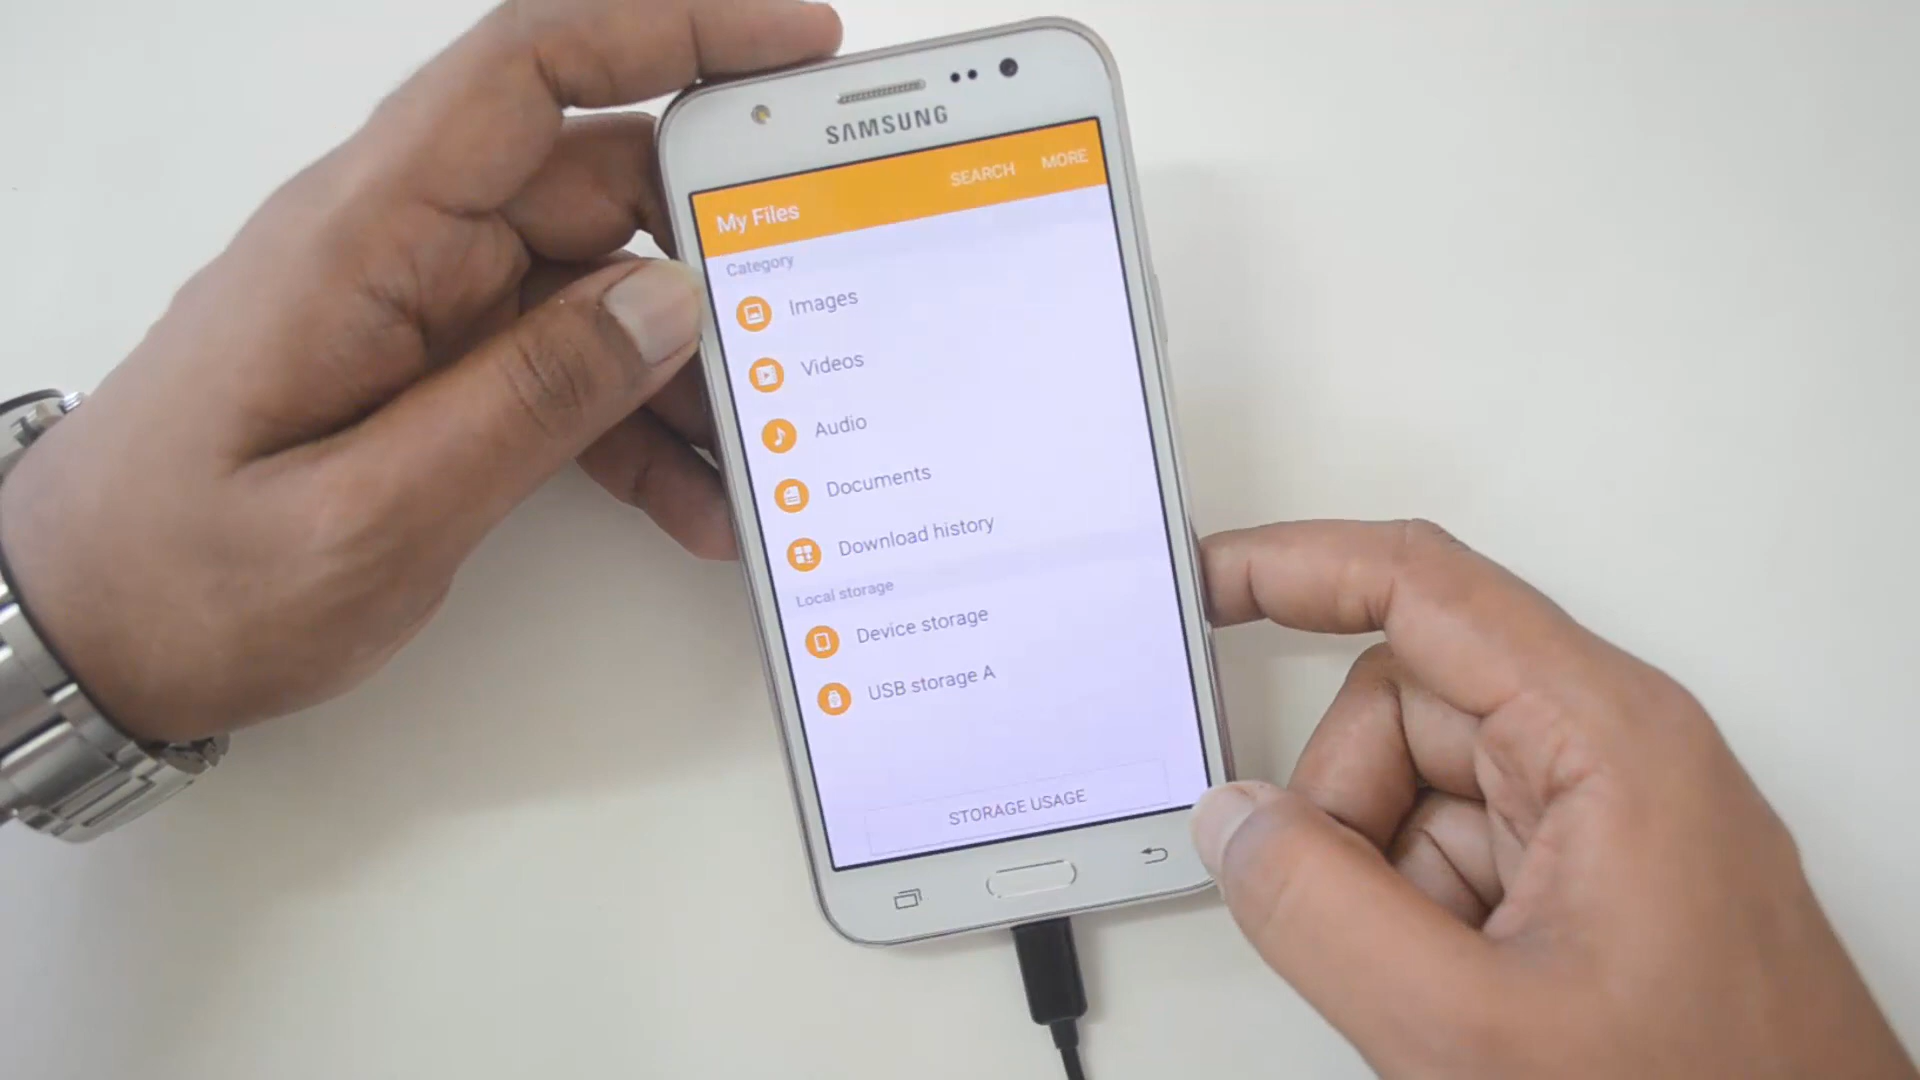 SAMSUNG
SEARCH MORE
My Files
Category
Images
Videos
Audio
Documents
Download history
Local storage
Device storage
USB storage A
STORAGE USAGE